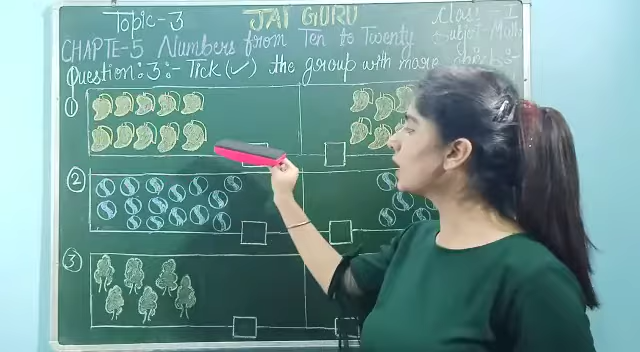 Topic-3 JAI GURU Class - I
CHAPTE-5 Numbers from Ten to Twenty Subject-Math
Question:3:- Tick (✓) the group with more objects:-
①
②
③